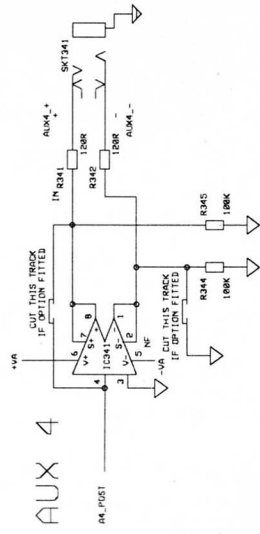 AUX 4
A4_POST
+VA
CUT THIS TRACK
IF OPTION FITTED
IN
R341
120R
AUX4_+
+
SKT341
R342
120R
AUX4_-
-
6
V+
7
S+
+
8
4
IC341
3
-
1
S-
2
V-
5
NF
-VA
CUT THIS TRACK
IF OPTION FITTED
R344
100K
R345
100K